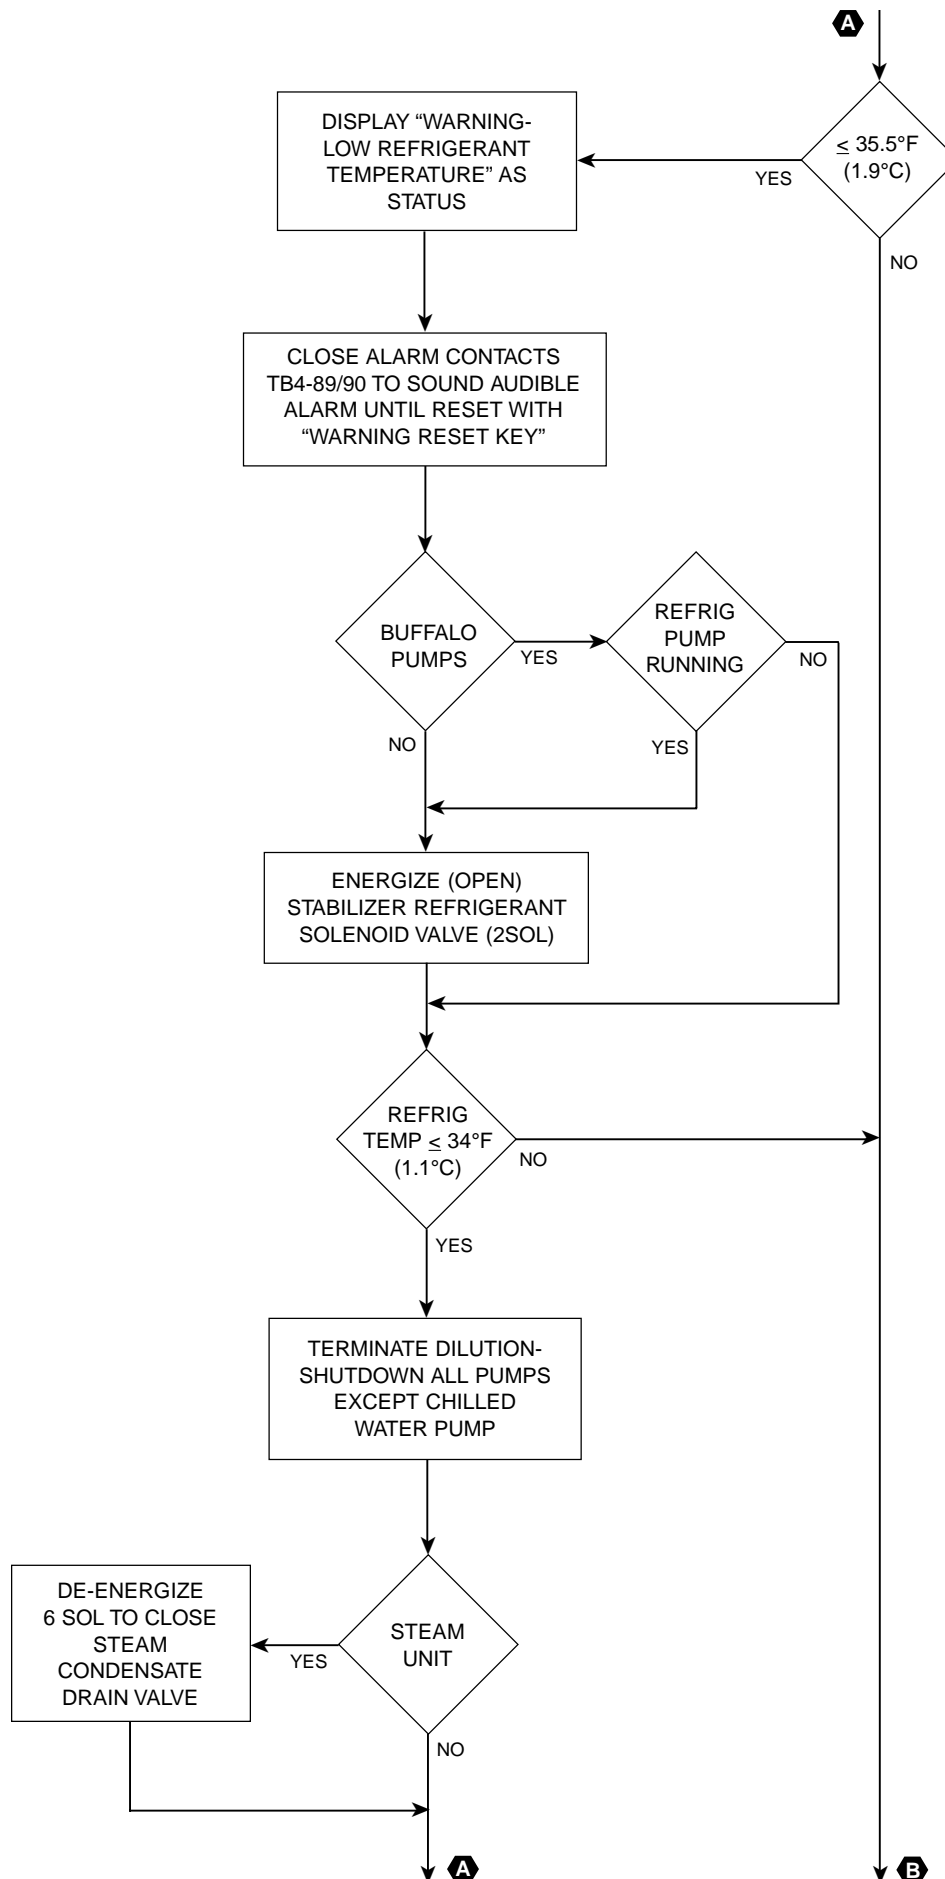 A
≤ 35.5°F
(1.9°C)
YES
NO
DISPLAY “WARNING-
LOW REFRIGERANT
TEMPERATURE” AS
STATUS
CLOSE ALARM CONTACTS
TB4-89/90 TO SOUND AUDIBLE
ALARM UNTIL RESET WITH
“WARNING RESET KEY”
BUFFALO
PUMPS
YES
NO
REFRIG
PUMP
RUNNING
NO
YES
ENERGIZE (OPEN)
STABILIZER REFRIGERANT
SOLENOID VALVE (2SOL)
REFRIG
TEMP ≤ 34°F
(1.1°C)
NO
YES
TERMINATE DILUTION-
SHUTDOWN ALL PUMPS
EXCEPT CHILLED
WATER PUMP
STEAM
UNIT
YES
NO
DE-ENERGIZE
6 SOL TO CLOSE
STEAM
CONDENSATE
DRAIN VALVE
A
B